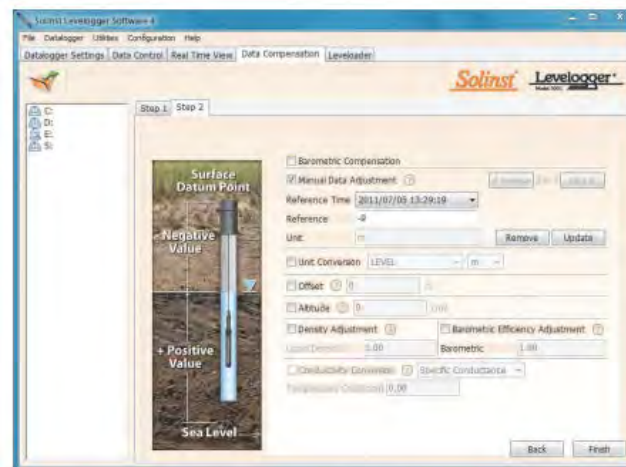 Solinst Levelogger Software 4
File Datalogger Utilities Configuration Help
Datalogger Settings Data Control Real Time View Data Compensation Leveloader
Solinst Levelogger
C:
D:
E:
S:
Step 1 Step 2
Surface
Datum Point
- Negative
Value
+ Positive
Value
Sea Level
Barometric Compensation
Manual Data Adjustment
Reference Time 2011/07/05 13:29:19
Reference -9
Unit m Remove Update
Unit Conversion LEVEL m
Offset 0
Altitude 0
Density Adjustment Barometric Efficiency Adjustment
1.00 Barometric 1.00
Conductivity Conversion Specific Conductance
0.00
Back Finish